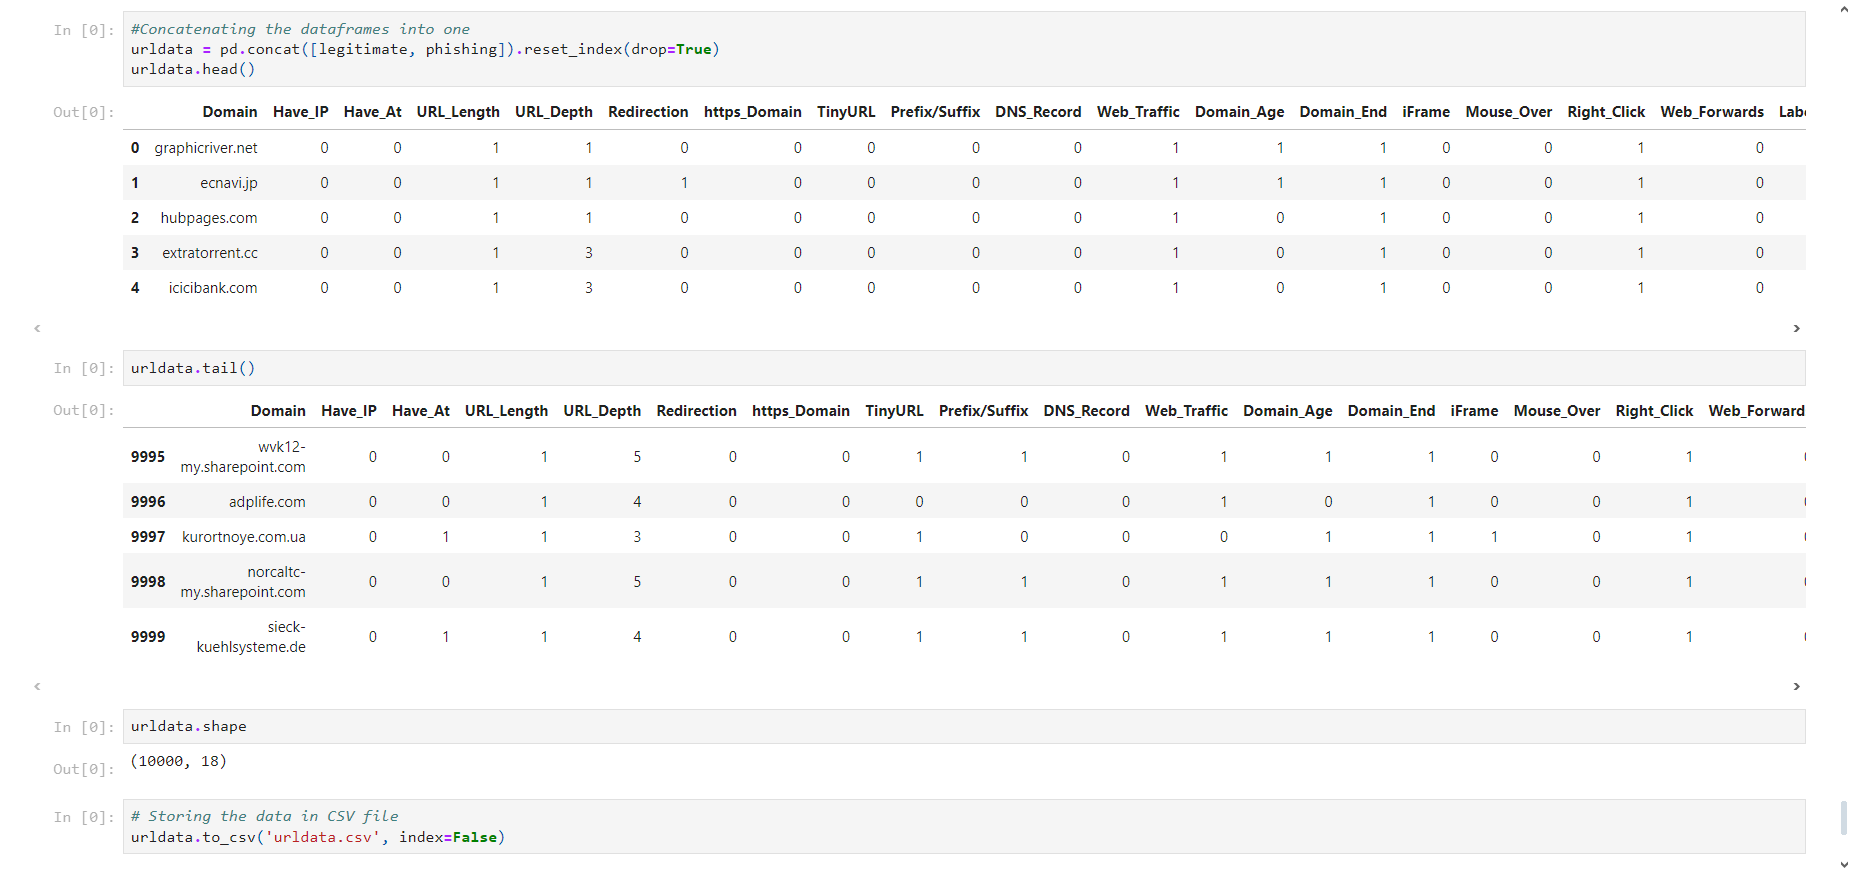 In [0]: #Concatenating the dataframes into one
urldata = pd.concat([legitimate, phishing]).reset_index(drop=True)
urldata.head()
Out[0]: Domain Have_IP Have_At URL_Length URL_Depth Redirection https_Domain TinyURL Prefix/Suffix DNS_Record Web_Traffic Domain_Age Domain_End iFrame Mouse_Over Right_Click Web_Forwards
0 graphicriver.net 0 0 1 1 0 0 0 0 0 1 1 1 0 0 1 0
1 ecnavi.jp 0 0 1 1 1 0 0 0 0 1 1 1 0 0 1 0
2 hubpages.com 0 0 1 1 0 0 0 0 0 1 0 1 0 0 1 0
3 extratorrent.cc 0 0 1 3 0 0 0 0 0 1 0 1 0 0 1 0
4 icicibank.com 0 0 1 3 0 0 0 0 0 1 0 1 0 0 1 0
In [0]: urldata.tail()
Out[0]: Domain Have_IP Have_At URL_Length URL_Depth Redirection https_Domain TinyURL Prefix/Suffix DNS_Record Web_Traffic Domain_Age Domain_End iFrame Mouse_Over Right_Click Web_Forward
wvk12-
9995 my.sharepoint.com 0 0 1 5 0 0 1 1 0 1 1 1 0 0 1
9996 adplife.com 0 0 1 4 0 0 0 0 0 1 0 1 0 0 1
9997 kurortnoye.com.ua 0 1 1 3 0 0 1 0 0 0 1 1 1 0 1
norcaltc-
9998 my.sharepoint.com 0 0 1 5 0 0 1 1 0 1 1 1 0 0 1
sieck-
9999 kuehlsysteme.de 0 1 1 4 0 0 1 1 0 1 1 1 0 0 1
In [0]: urldata.shape
Out[0]: (10000, 18)
In [0]: # Storing the data in CSV file
urldata.to_csv('urldata.csv', index=False)